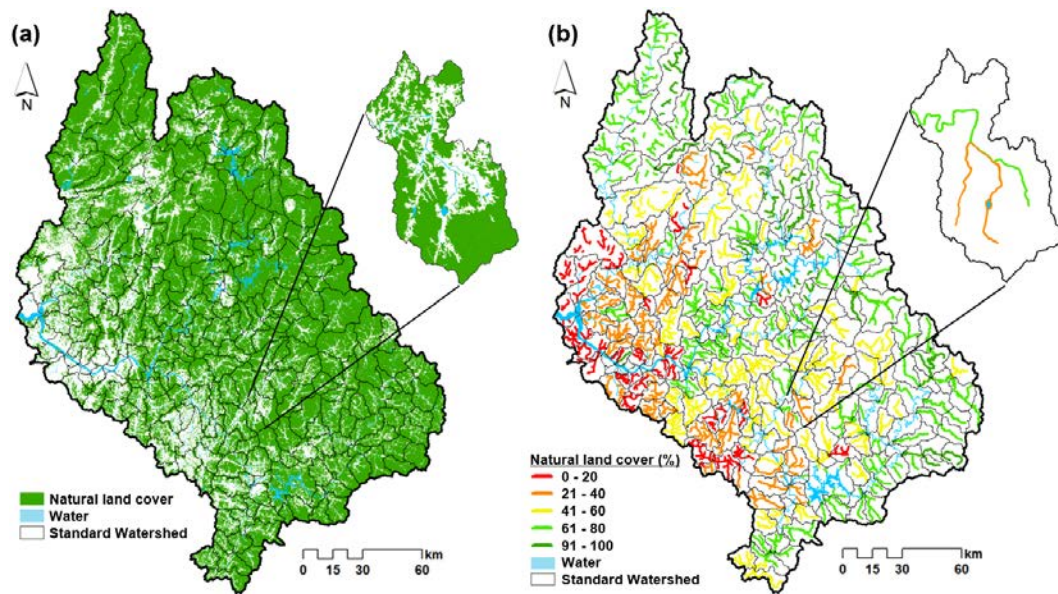 (a)
N
Natural land cover
Water
Standard Watershed
km
0 15 30 60
(b)
N
Natural land cover (%)
0 - 20
21 - 40
41 - 60
61 - 80
91 - 100
Water
Standard Watershed
km
0 15 30 60